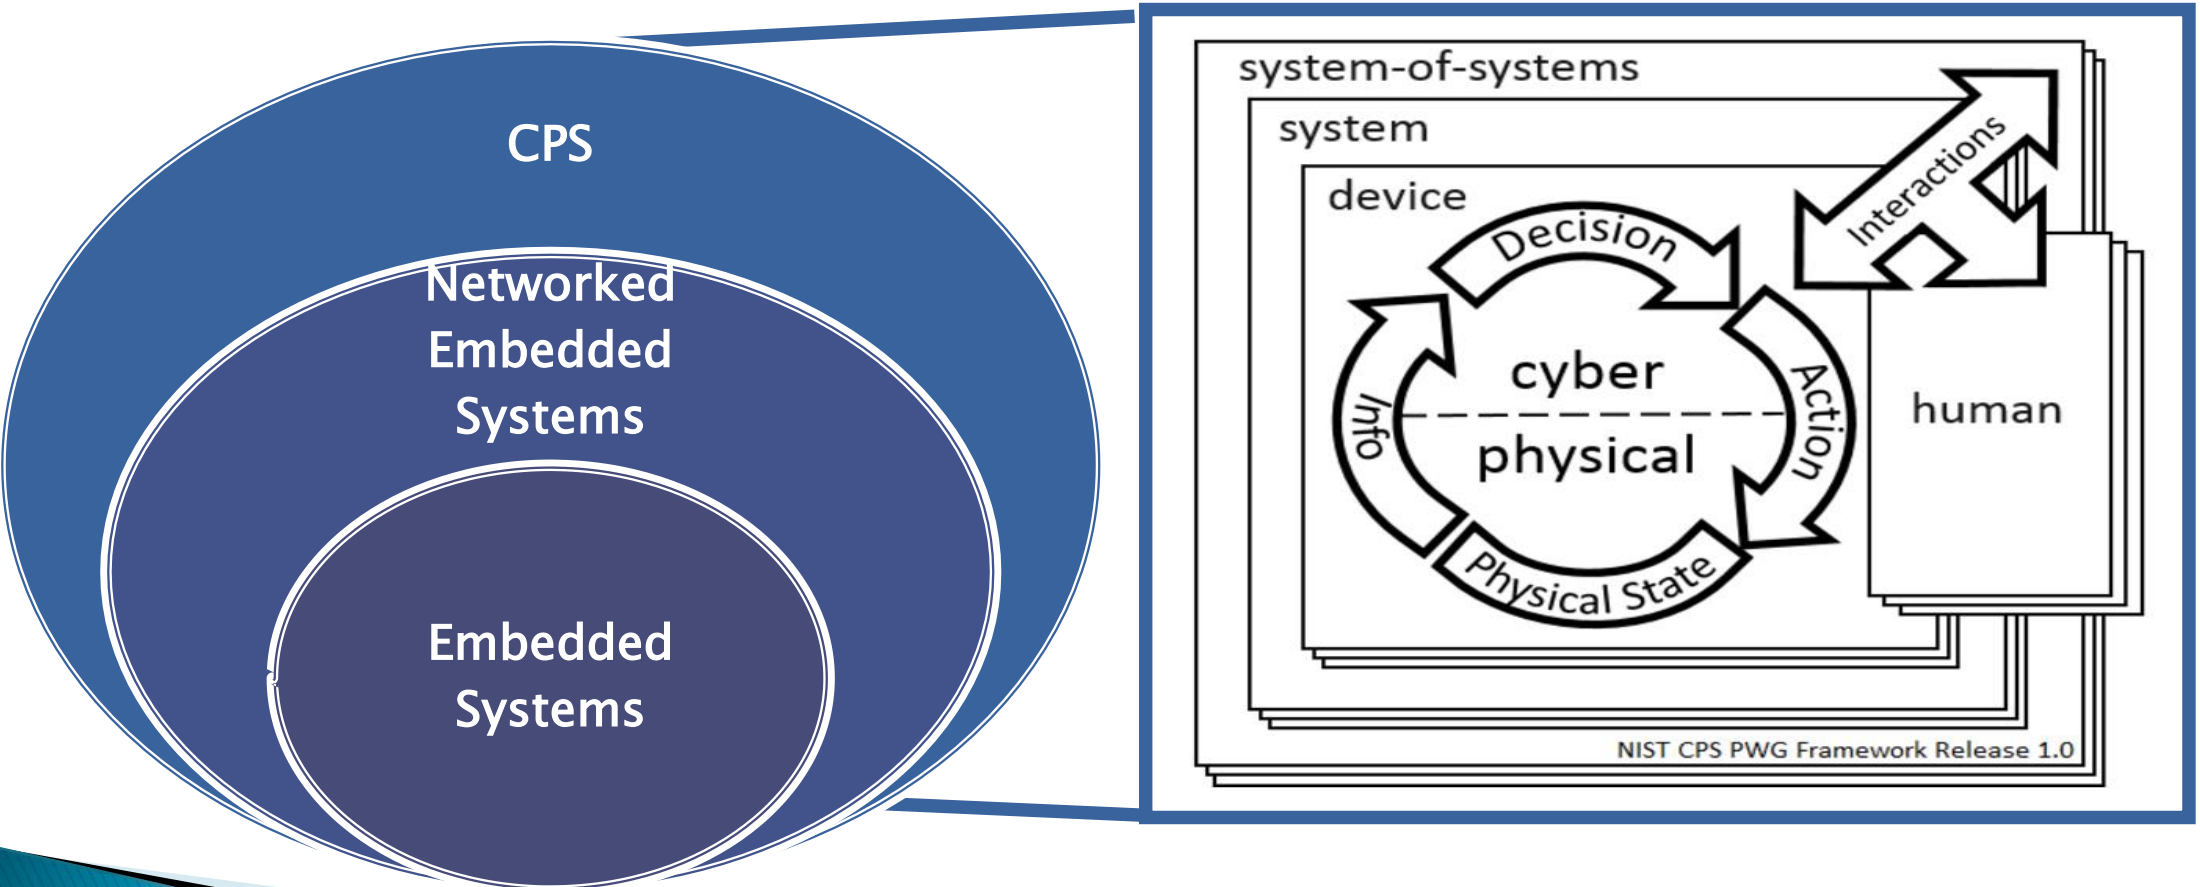 CPS
Networked
Embedded
Systems
Embedded
Systems
system-of-systems
system
device
Interactions
Decision
Action
Info
cyber
physical
Physical State
human
NIST CPS PWG Framework Release 1.0